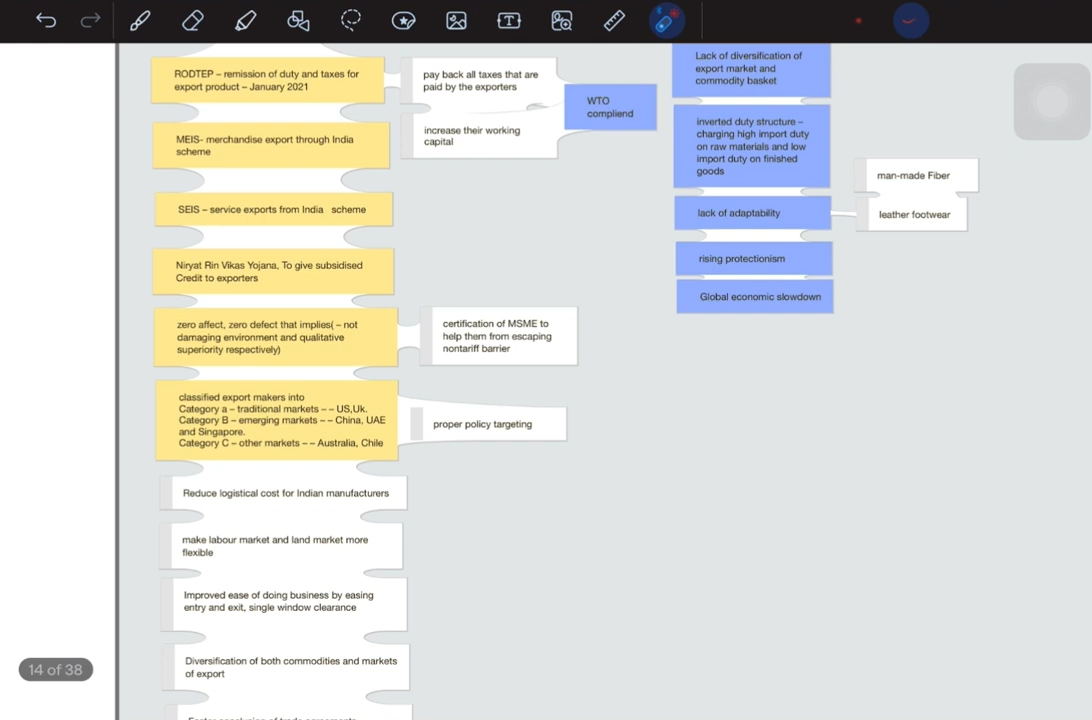 RODTEP – remission of duty and taxes for
export product – January 2021
MEIS- merchandise export through India
scheme
SEIS – service exports from India scheme
Niryat Rin Vikas Yojana, To give subsidised
Credit to exporters
zero affect, zero defect that implies( – not
damaging environment and qualitative
superiority respectively)
classified export makers into
Category a – traditional markets – – US,Uk.
Category B – emerging markets – – China, UAE
and Singapore.
Category C – other markets – – Australia, Chile
Reduce logistical cost for Indian manufacturers
make labour market and land market more
flexible
Improved ease of doing business by easing
entry and exit, single window clearance
Diversification of both commodities and markets
of export
pay back all taxes that are
paid by the exporters
increase their working
capital
WTO
compliend
certification of MSME to
help them from escaping
nontariff barrier
proper policy targeting
Lack of diversification of
export market and
commodity basket
inverted duty structure –
charging high import duty
on raw materials and low
import duty on finished
goods
lack of adaptability
rising protectionism
Global economic slowdown
man-made Fiber
leather footwear
14 of 38